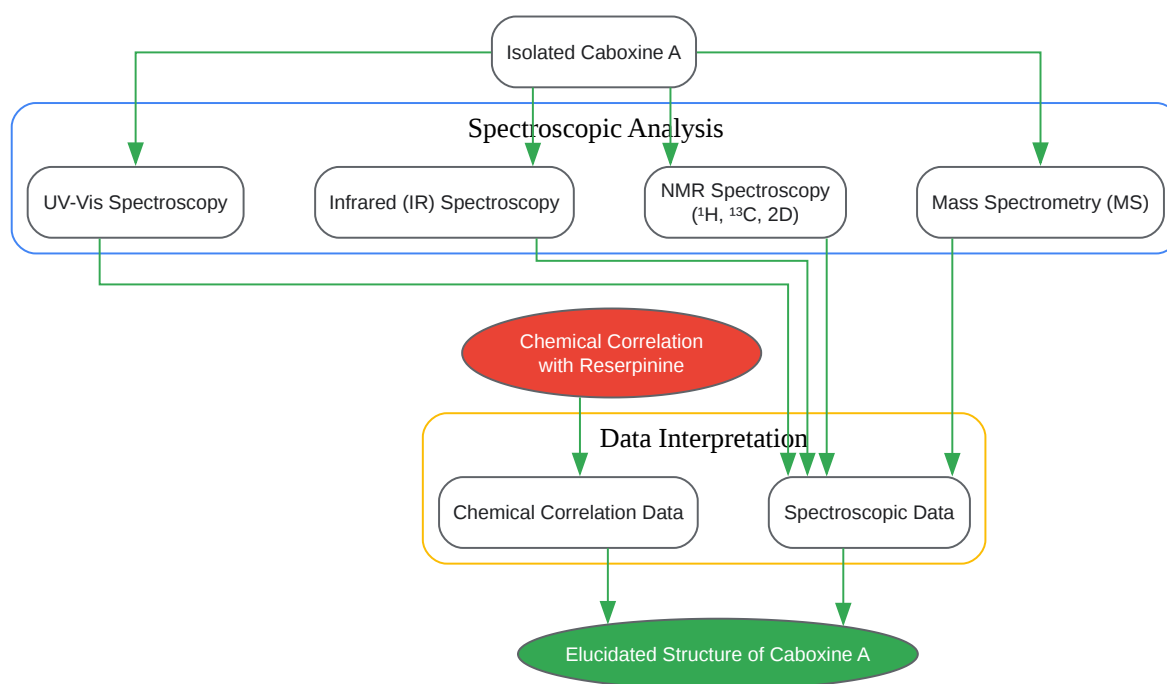 Isolated Caboxine A
Spectroscopic Analysis
UV-Vis Spectroscopy
Infrared (IR) Spectroscopy
NMR Spectroscopy
(¹H, ¹³C, 2D)
Mass Spectrometry (MS)
Chemical Correlation
with Reserpinine
Data Interpretation
Chemical Correlation Data
Spectroscopic Data
Elucidated Structure of Caboxine A